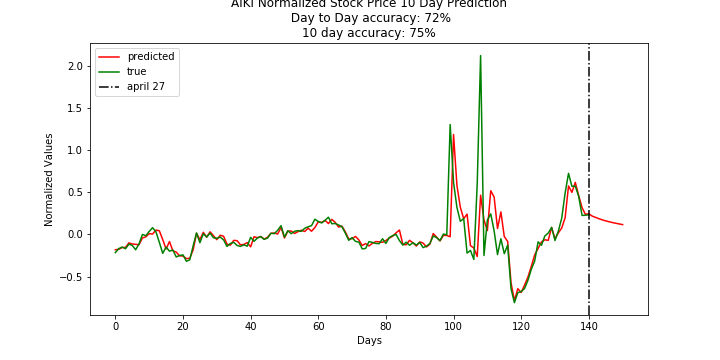 AIKI Normalized Stock Price 10 Day Prediction
Day to Day accuracy: 72%
10 day accuracy: 75%
predicted
true
april 27
Normalized Values
2.0
1.5
1.0
0.5
0.0
−0.5
0 20 40 60 80 100 120 140
Days